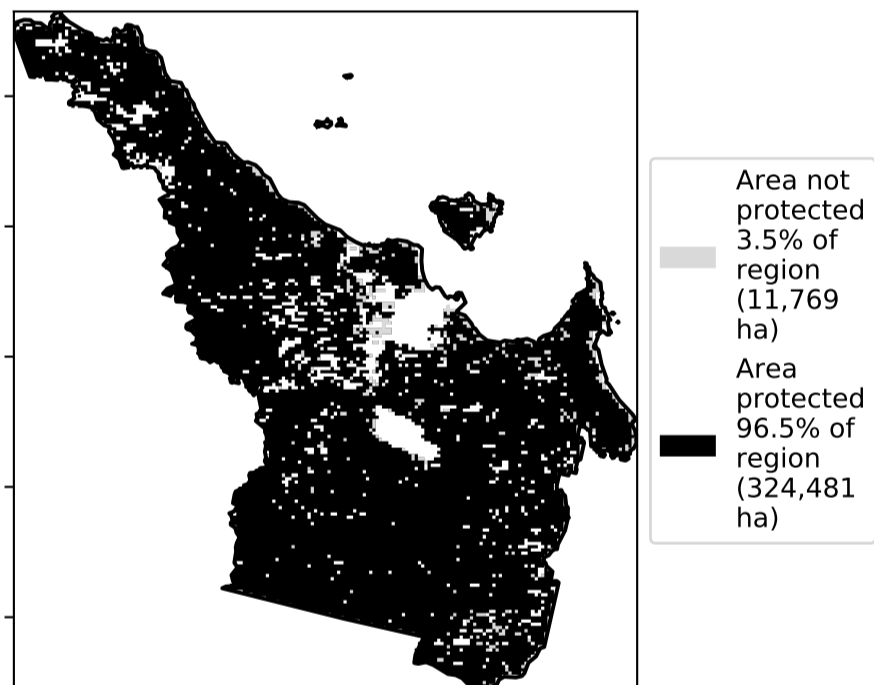 Area not
protected
3.5% of
region
(11,769
ha)
Area
protected
96.5% of
region
(324,481
ha)